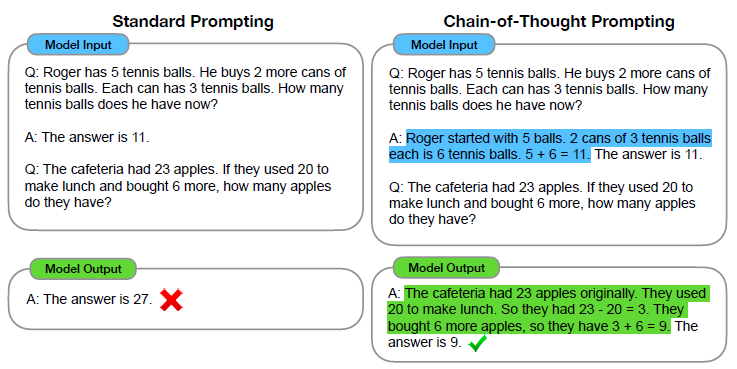 Standard Prompting
Model Input
Q: Roger has 5 tennis balls. He buys 2 more cans of
tennis balls. Each can has 3 tennis balls. How many
tennis balls does he have now?
A: The answer is 11.
Q: The cafeteria had 23 apples. If they used 20 to
make lunch and bought 6 more, how many apples
do they have?
Model Output
A: The answer is 27.
Chain-of-Thought Prompting
Model Input
Q: Roger has 5 tennis balls. He buys 2 more cans of
tennis balls. Each can has 3 tennis balls. How many
tennis balls does he have now?
A: Roger started with 5 balls. 2 cans of 3 tennis balls
each is 6 tennis balls. 5 + 6 = 11. The answer is 11.
Q: The cafeteria had 23 apples. If they used 20 to
make lunch and bought 6 more, how many apples
do they have?
Model Output
A: The cafeteria had 23 apples originally. They used
20 to make lunch. So they had 23 - 20 = 3. They
bought 6 more apples, so they have 3 + 6 = 9. The
answer is 9.